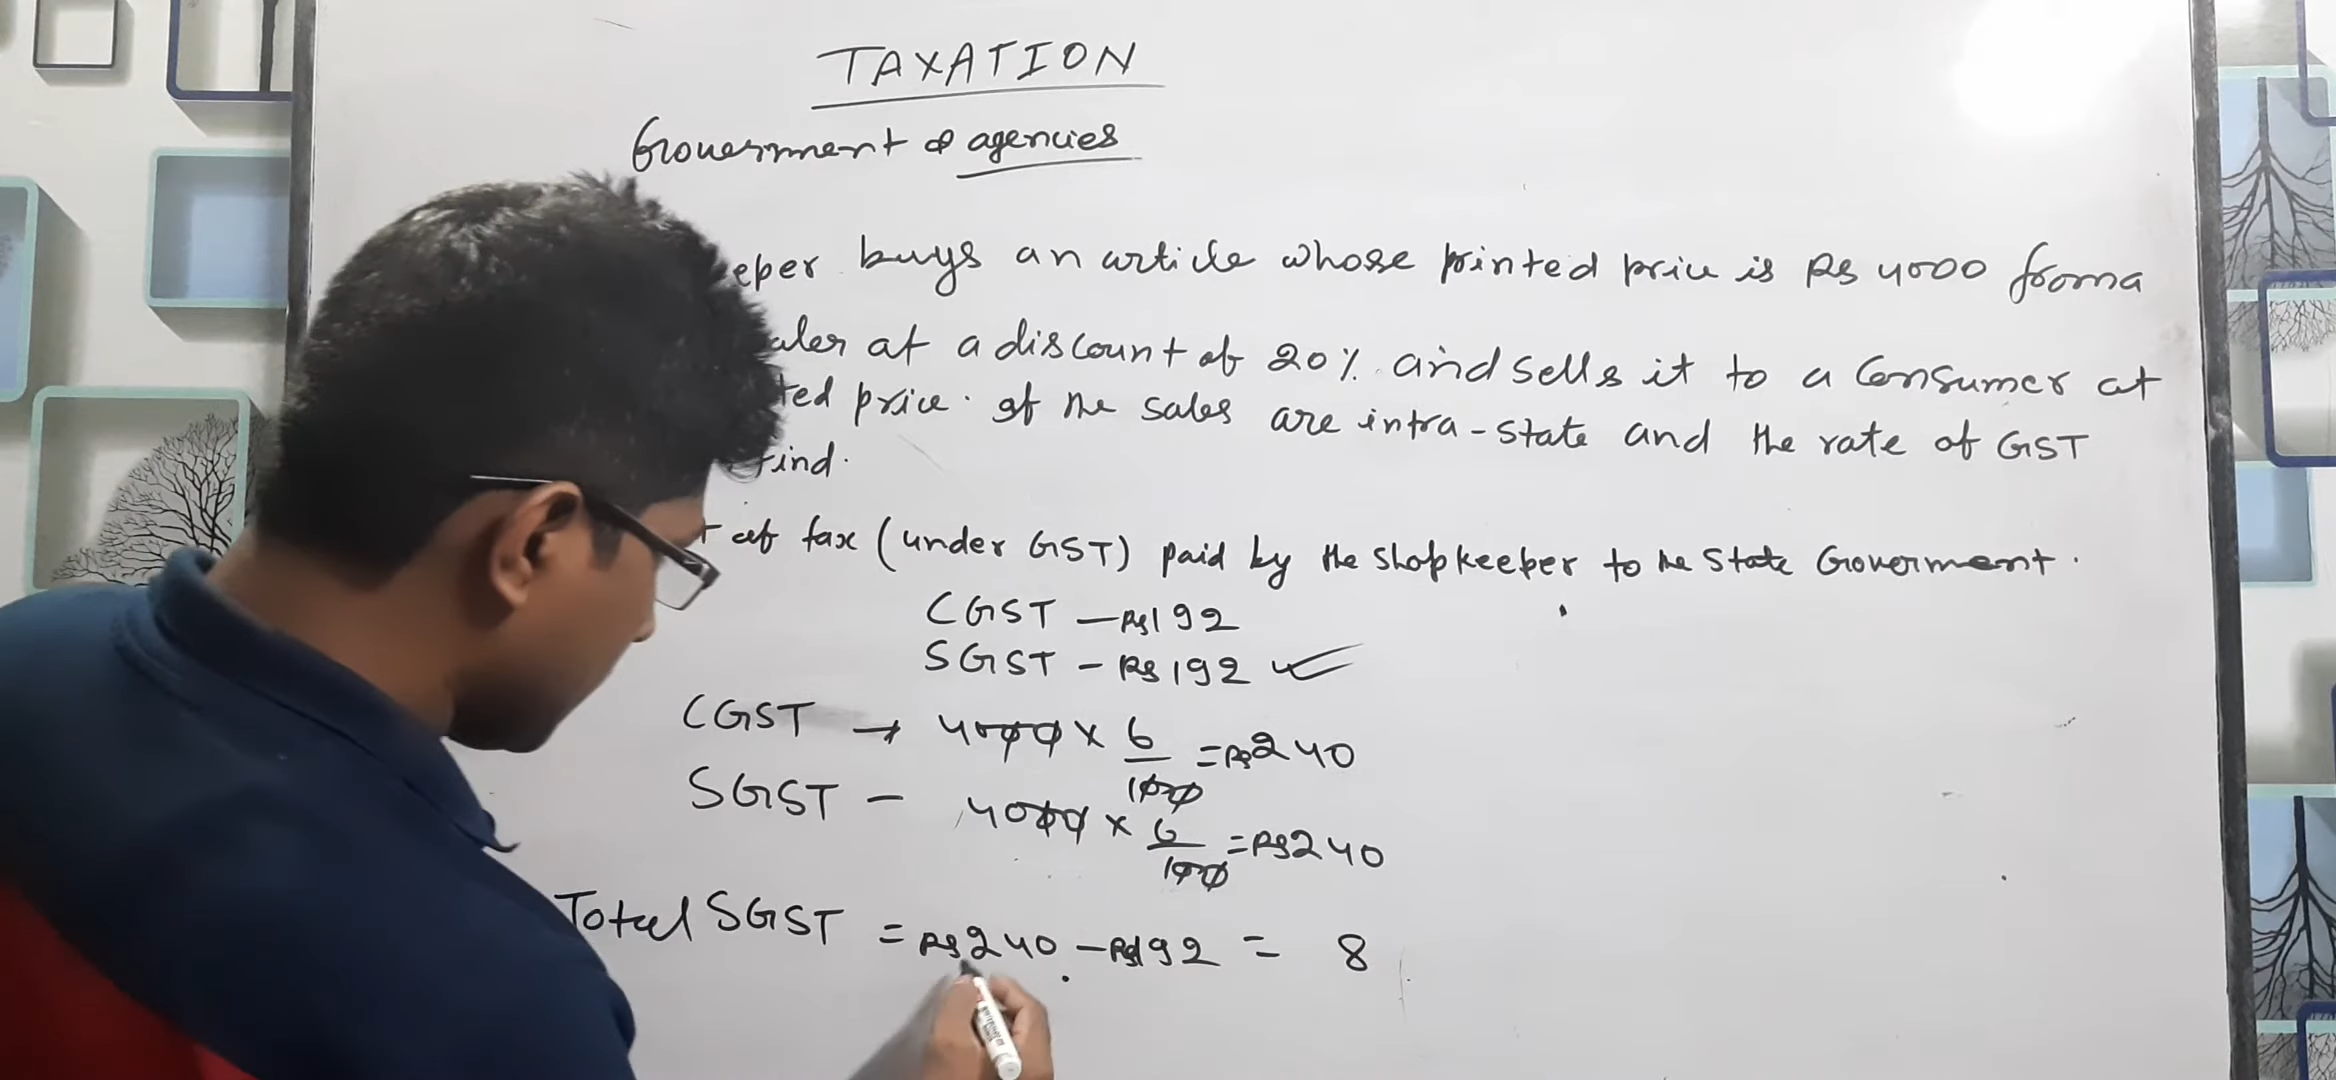 TAXATION
Government & agencies
eper buys an article whose printed price is Rs 4000 from a
aler at a discount of 20% and sells it to a Consumer at
ted price. If the sales are intra-state and the rate of GST
find.
of tax (under GST) paid by the shopkeeper to the State Goverment.
CGST - Rs 192
SGST - Rs 192
CGST → 4000 x 6/100 = Rs 240
SGST - 4000 x 6/100 = Rs 240
Total SGST = Rs 240 - Rs 192 = 8